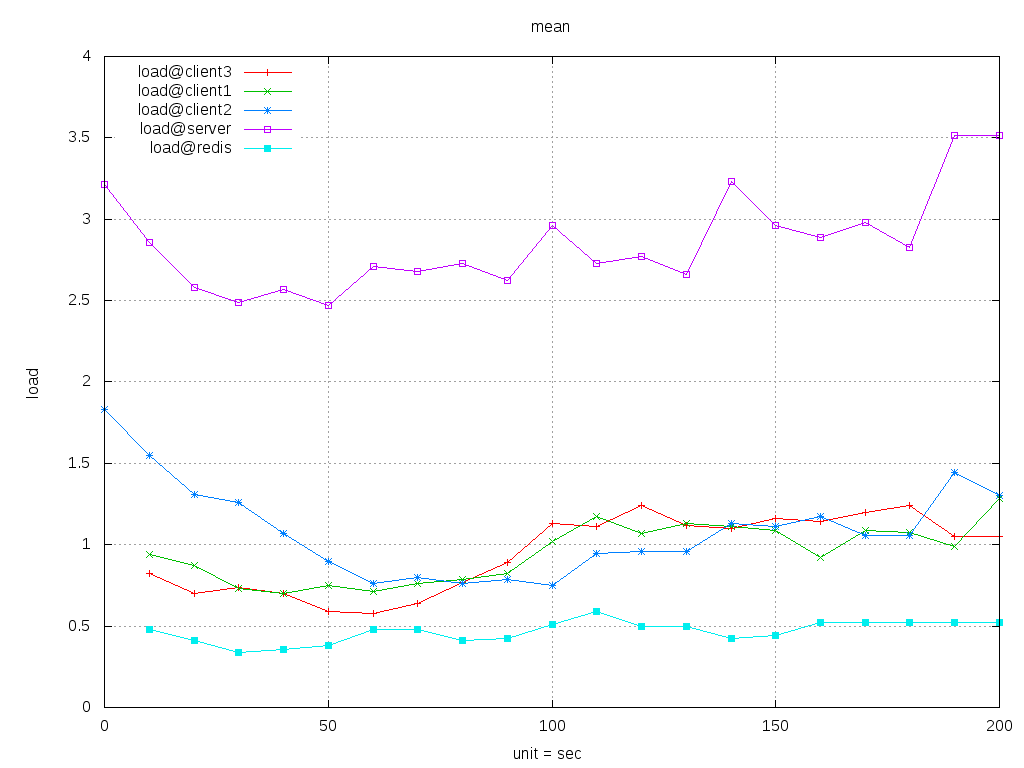 mean
4
3.5
3
2.5
2
1.5
1
0.5
0
load
load@client3
load@client1
load@client2
load@server
load@redis
0 50 100 150 200
unit = sec